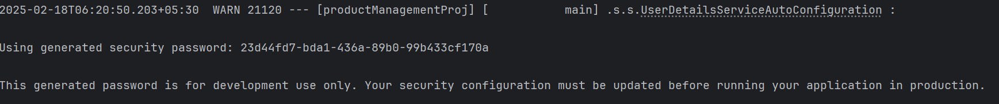 2025-02-18T06:20:50.203+05:30  WARN 21120 --- [productManagementProj] [           main] .s.s.UserDetailsServiceAutoConfiguration :
Using generated security password: 23d44fd7-bda1-436a-89b0-99b433cf170a
This generated password is for development use only. Your security configuration must be updated before running your application in production.